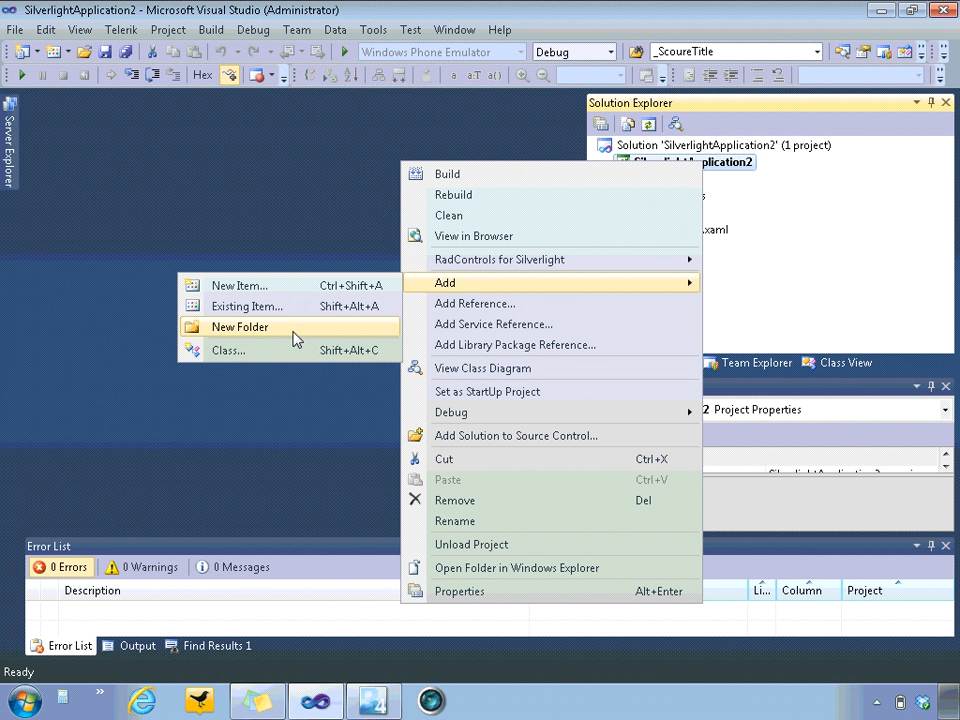 SilverlightApplication2 - Microsoft Visual Studio (Administrator)
File Edit View Telerik Project Build Debug Team Data Tools Test Window Help
Windows Phone Emulator Debug _ScoureTitle
Hex
Server Explorer
Solution Explorer
Solution 'SilverlightApplication2' (1 project)
SilverlightApplication2
s
.xaml
Build
Rebuild
Clean
View in Browser
RadControls for Silverlight
Add
Add Reference...
Add Service Reference...
Add Library Package Reference...
View Class Diagram
Set as StartUp Project
Debug
Add Solution to Source Control...
Cut Ctrl+X
Paste Ctrl+V
Remove Del
Rename
Unload Project
Open Folder in Windows Explorer
Properties Alt+Enter
New Item... Ctrl+Shift+A
Existing Item... Shift+Alt+A
New Folder
Class... Shift+Alt+C
Team Explorer Class View
2 Project Properties
Error List
0 Errors 0 Warnings 0 Messages
Description Li... Column Project
Error List Output Find Results 1
Ready